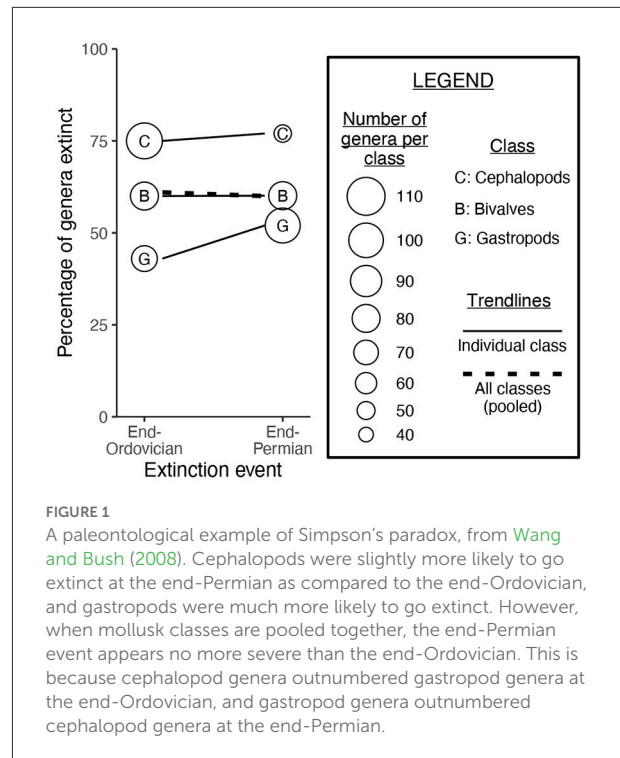 100
75
50
25
0
Percentage of genera extinct
C
C
B
B
G
G
End-
Ordovician
End-
Permian
Extinction event
LEGEND
Number of
genera per
class
110
100
90
80
70
60
50
40
Class
C: Cephalopods
B: Bivalves
G: Gastropods
Trendlines
Individual class
All classes
(pooled)
FIGURE 1
A paleontological example of Simpson's paradox, from Wang
and Bush (2008). Cephalopods were slightly more likely to go
extinct at the end-Permian as compared to the end-Ordovician,
and gastropods were much more likely to go extinct. However,
when mollusk classes are pooled together, the end-Permian
event appears no more severe than the end-Ordovician. This is
because cephalopod genera outnumbered gastropod genera at
the end-Ordovician, and gastropod genera outnumbered
cephalopod genera at the end-Permian.